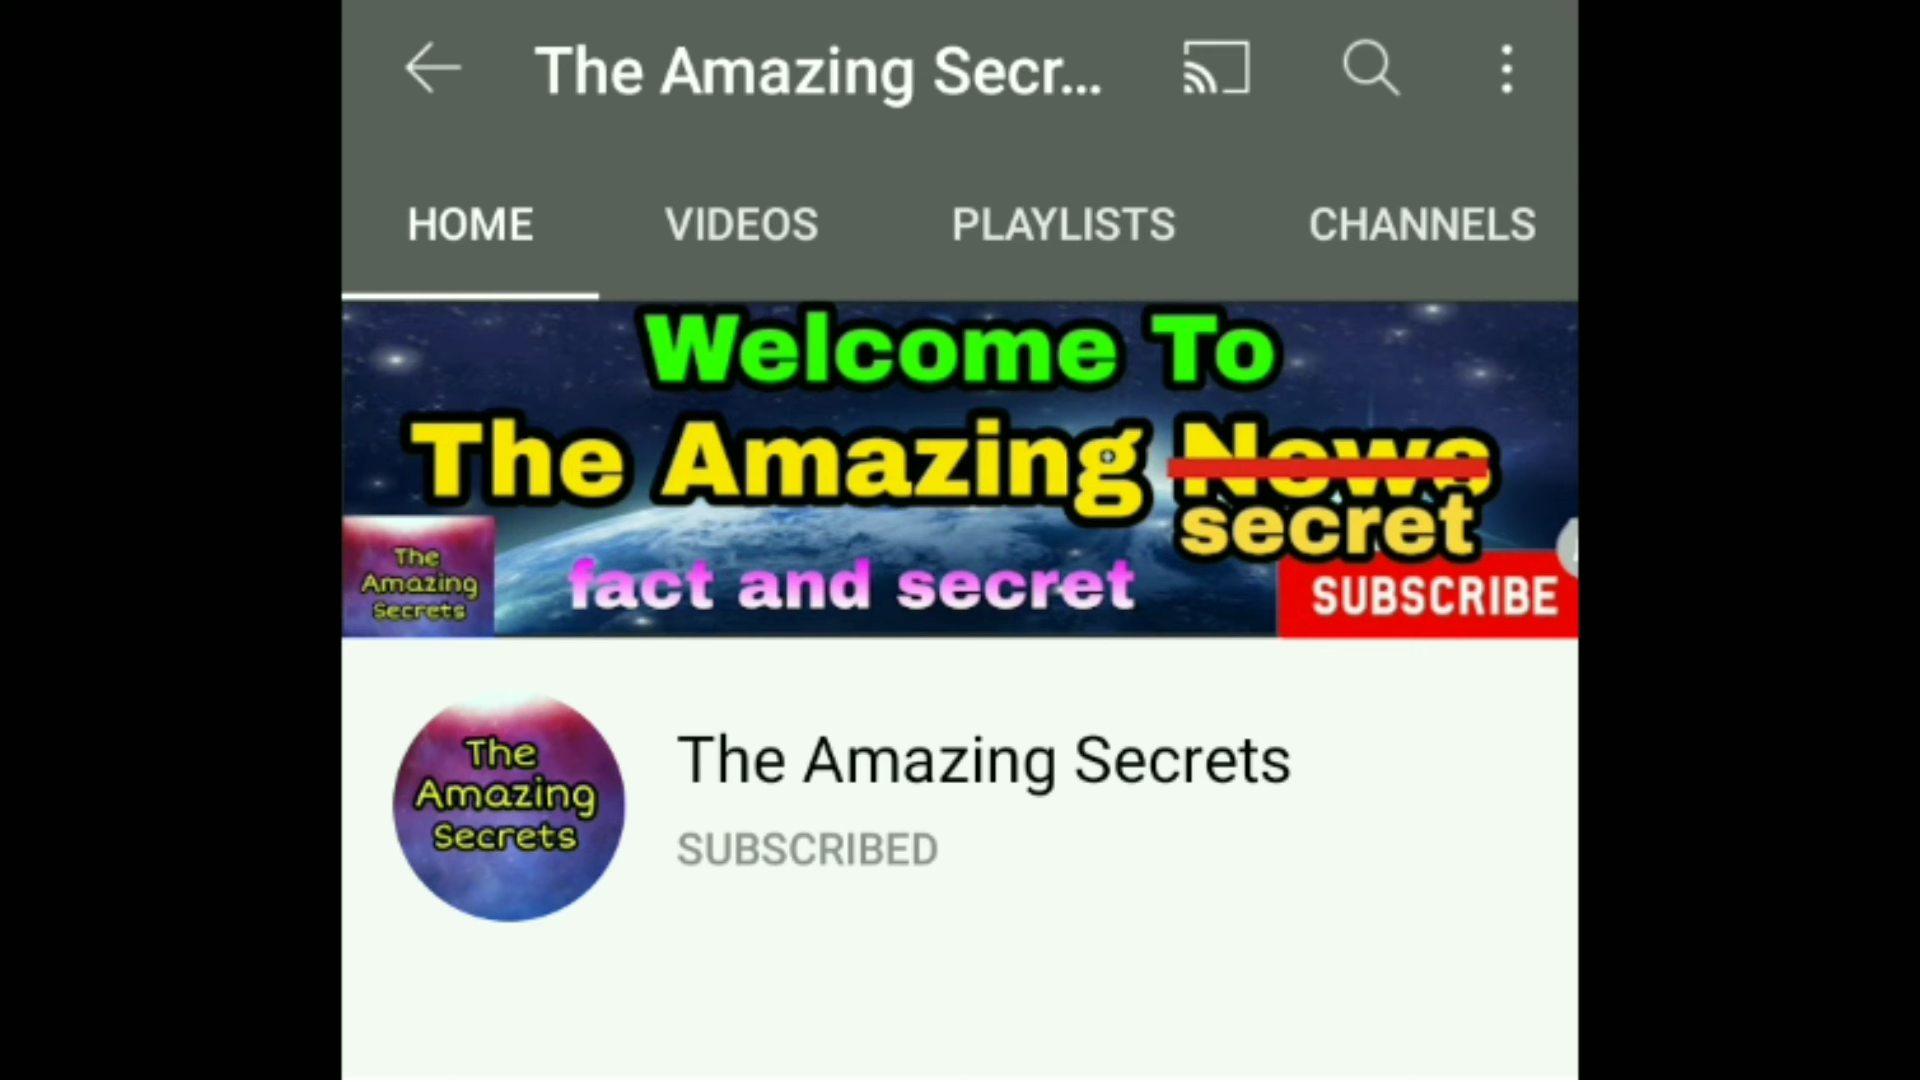 The Amazing Secr...
HOME VIDEOS PLAYLISTS CHANNELS
Welcome To
The Amazing News
secret
fact and secret
The
Amazing
Secrets
SUBSCRIBE
The
Amazing
Secrets
The Amazing Secrets
SUBSCRIBED